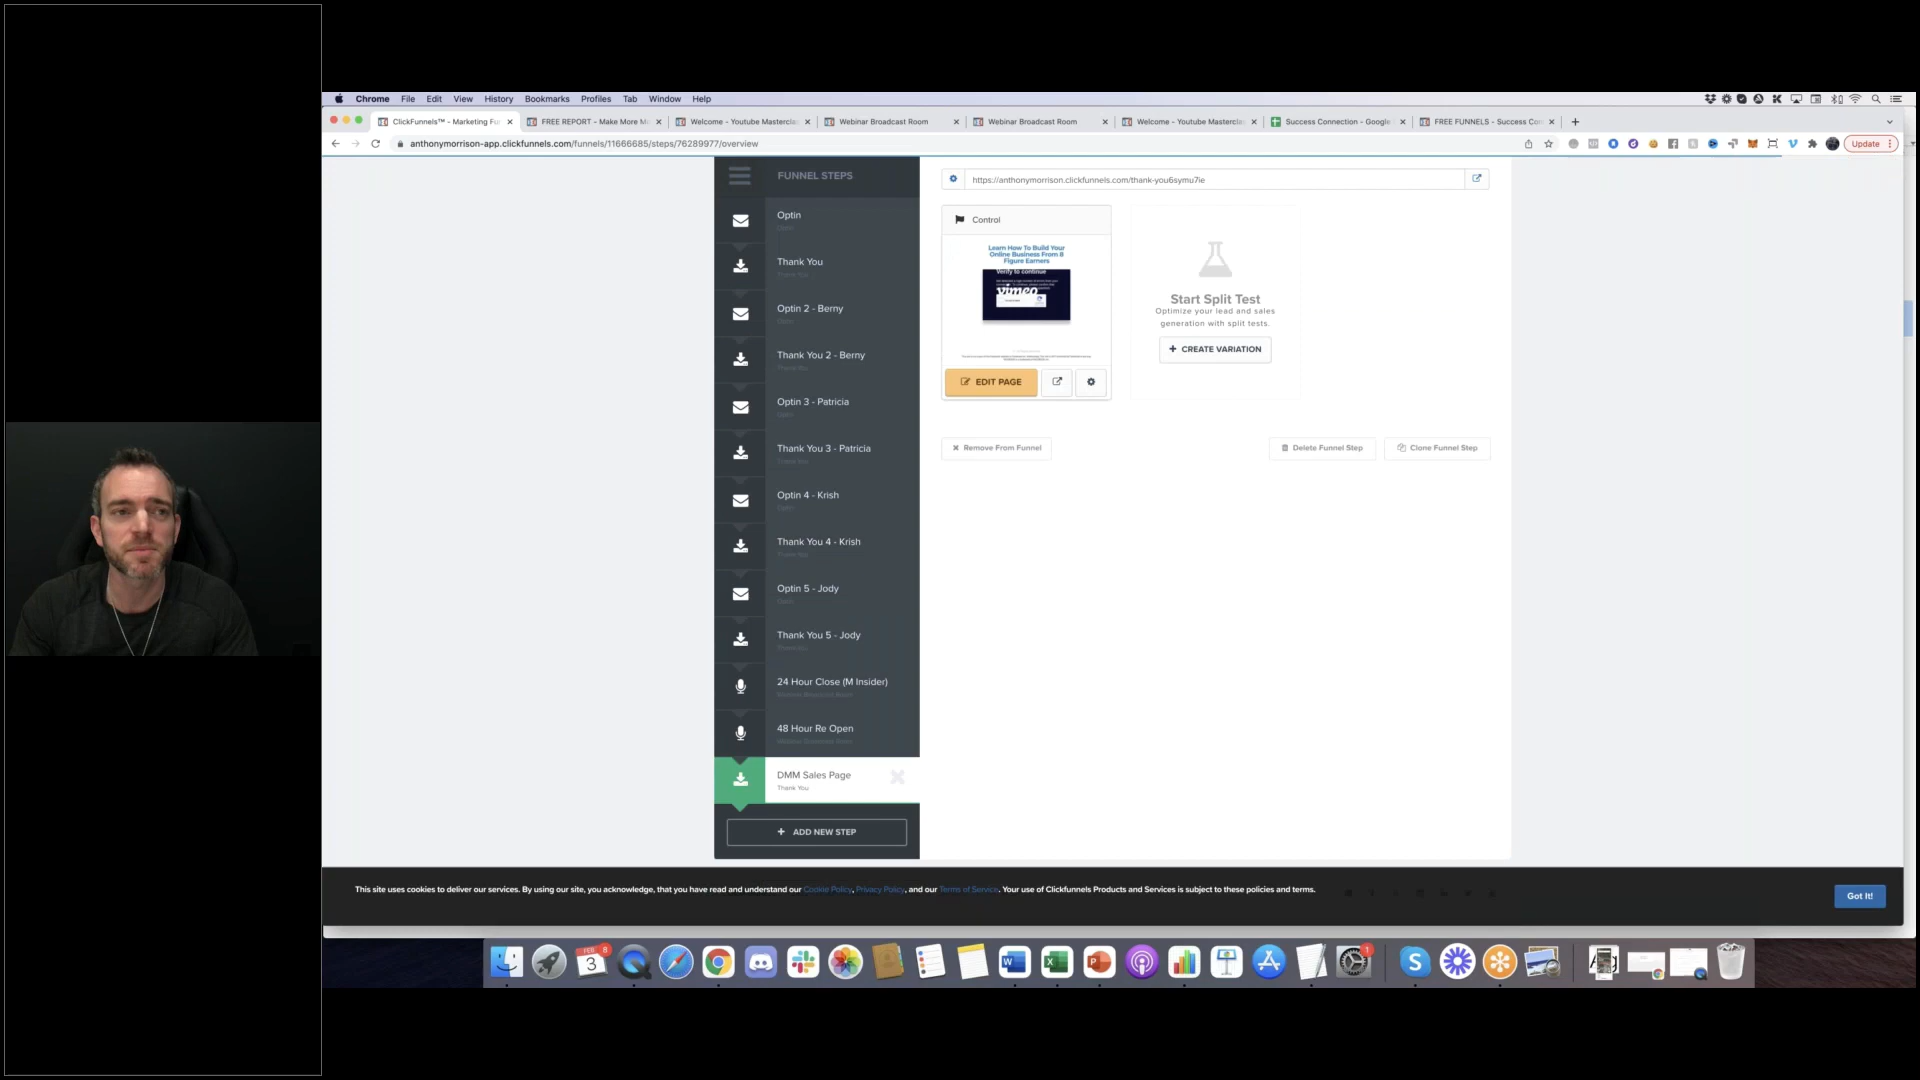 Chrome File Edit View History Bookmarks Profiles Tab Window Help
ClickFunnels™ - Marketing Fu
FREE REPORT - Make More M
Welcome - Youtube Mastercla
Webinar Broadcast Room
Webinar Broadcast Room
Welcome - Youtube Mastercla
Success Connection - Google
FREE FUNNELS - Success Con
anthonymorrison-app.clickfunnels.com/funnels/11666685/steps/76289977/overview
Update
FUNNEL STEPS
Optin
Thank You
Optin 2 - Berny
Thank You 2 - Berny
Optin 3 - Patricia
Thank You 3 - Patricia
Optin 4 - Krish
Thank You 4 - Krish
Optin 5 - Jody
Thank You 5 - Jody
24 Hour Close (M Insider)
48 Hour Re Open
DMM Sales Page
Thank You
ADD NEW STEP
https://anthonymorrison.clickfunnels.com/thank-you6symu7ie
Control
Learn How To Build Your
Online Business From 8
Figure Earners
Verify to continue
vimeo
EDIT PAGE
Start Split Test
Optimize your lead and sales
generation with split tests.
CREATE VARIATION
Remove From Funnel
Delete Funnel Step
Clone Funnel Step
This site uses cookies to deliver our services. By using our site, you acknowledge, that you have read and understand our Cookie Policy, Privacy Policy, and our Terms of Service. Your use of Clickfunnels Products and Services is subject to these policies and terms.
Got It!
FEB
8
3
1